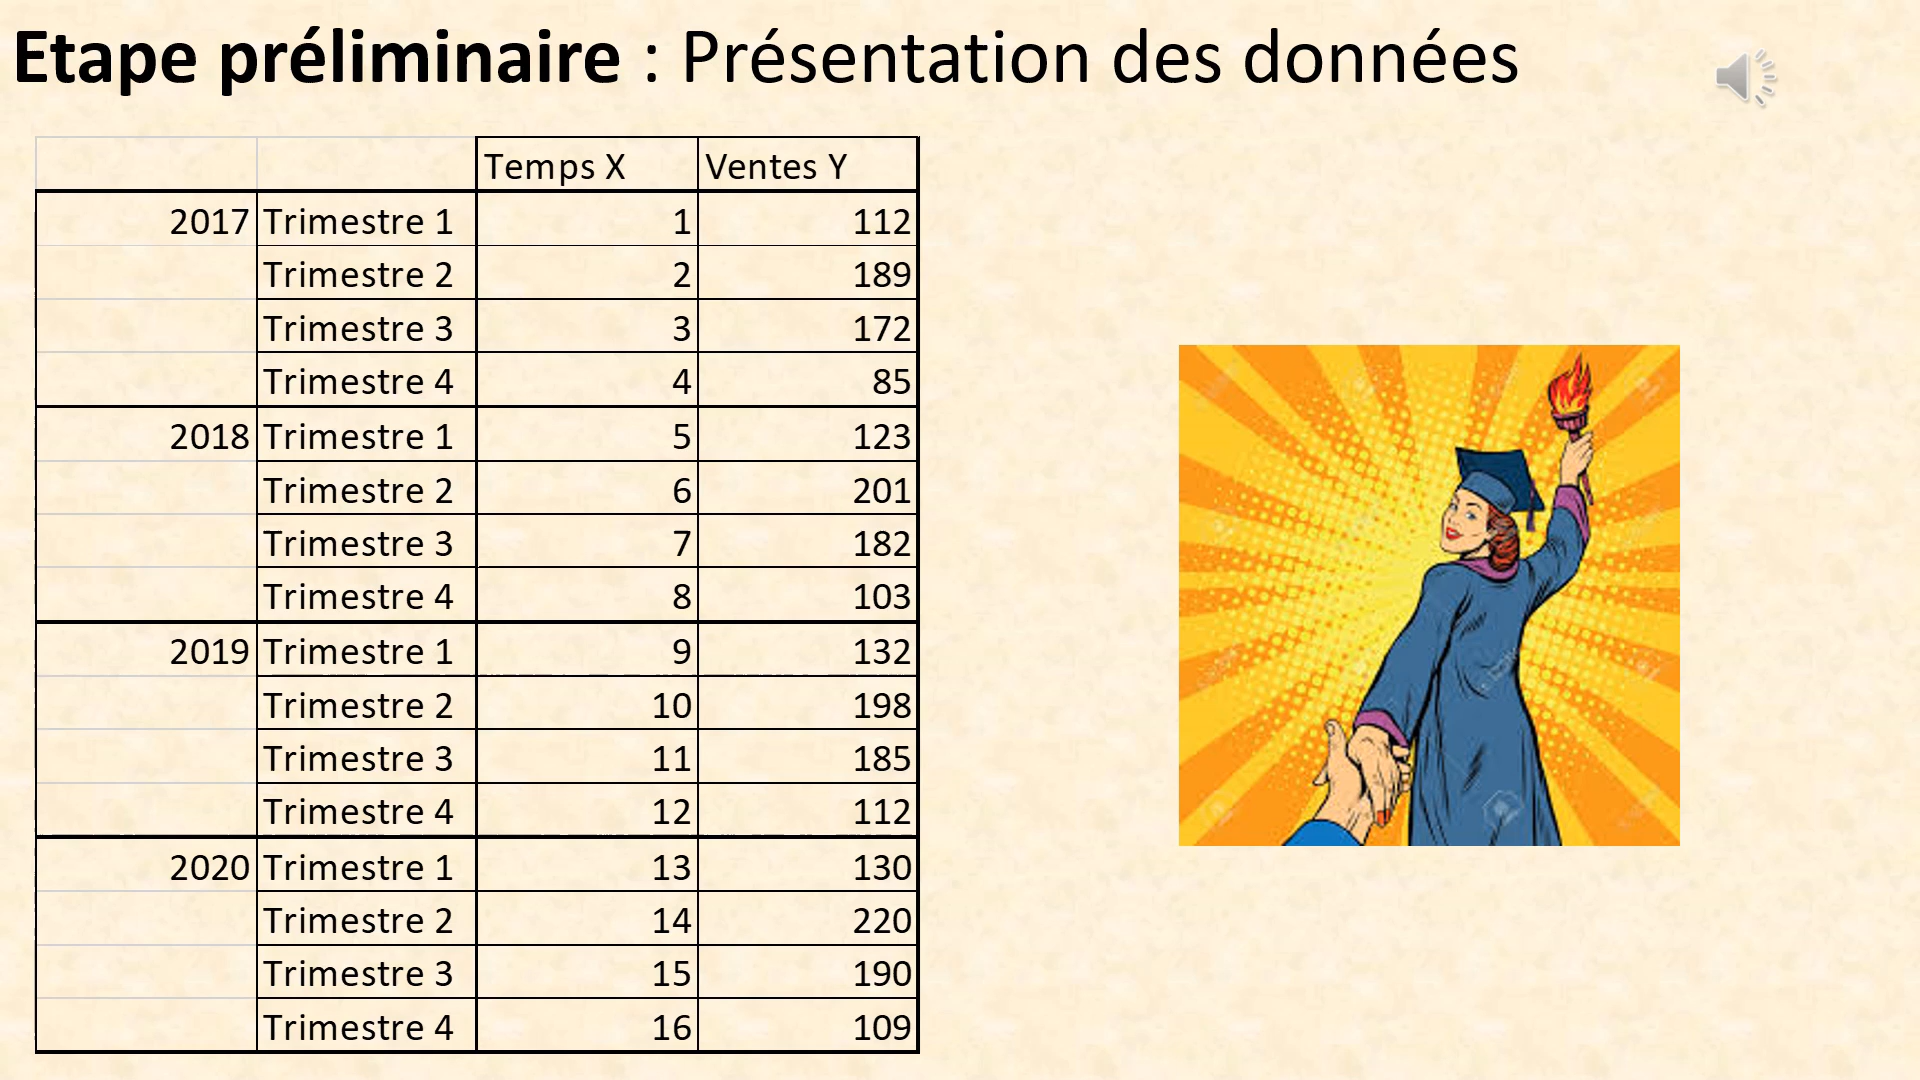 Etape préliminaire : Présentation des données
Temps X Ventes Y
2017 Trimestre 1 1 112
Trimestre 2 2 189
Trimestre 3 3 172
Trimestre 4 4 85
2018 Trimestre 1 5 123
Trimestre 2 6 201
Trimestre 3 7 182
Trimestre 4 8 103
2019 Trimestre 1 9 132
Trimestre 2 10 198
Trimestre 3 11 185
Trimestre 4 12 112
2020 Trimestre 1 13 130
Trimestre 2 14 220
Trimestre 3 15 190
Trimestre 4 16 109